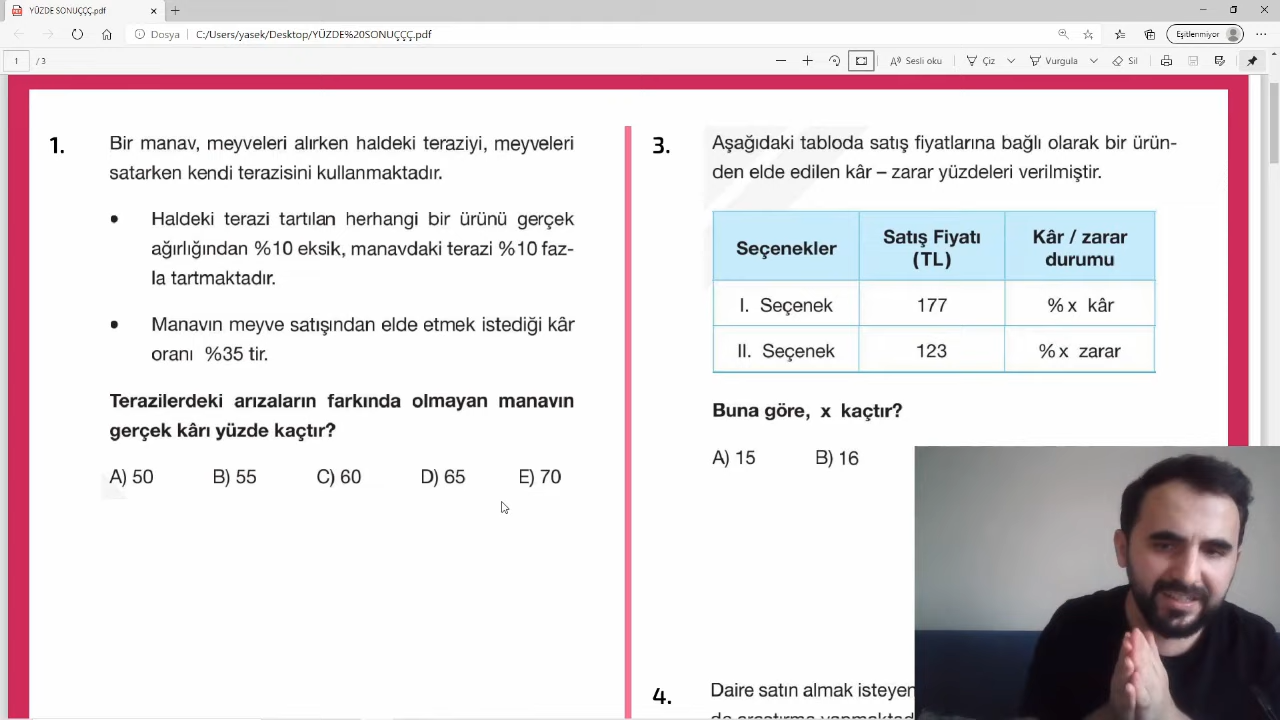 YÜZDE SONUÇÇÇ.pdf
Dosya
C:/Users/yasek/Desktop/YÜZDE%20SONUÇÇÇ.pdf
Eşitlenmiyor
1 / 3
Sesli oku
Çiz
Vurgula
Sil
1.
Bir manav, meyveleri alırken haldeki teraziyi, meyveleri
satarken kendi terazisini kullanmaktadır.
• Haldeki terazi tartılan herhangi bir ürünü gerçek
ağırlığından %10 eksik, manavdaki terazi %10 faz-
la tartmaktadır.
• Manavın meyve satışından elde etmek istediği kâr
oranı %35 tir.
Terazilerdeki arızaların farkında olmayan manavın
gerçek kârı yüzde kaçtır?
A) 50 B) 55 C) 60 D) 65 E) 70
3.
Aşağıdaki tabloda satış fiyatlarına bağlı olarak bir ürün-
den elde edilen kâr – zarar yüzdeleri verilmiştir.
Seçenekler Satış Fiyatı (TL) Kâr / zarar durumu
I. Seçenek 177 % x kâr
II. Seçenek 123 % x zarar
Buna göre, x kaçtır?
A) 15 B) 16
4.
Daire satın almak isteyen
de araştırma yapmaktad